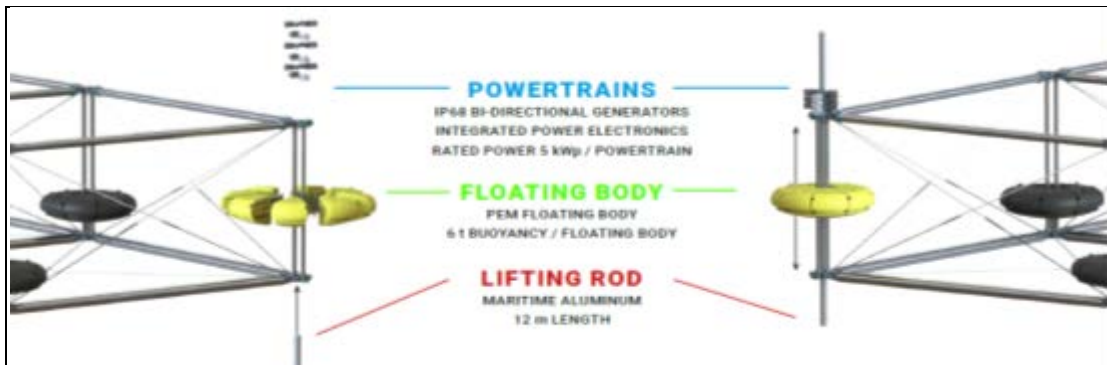 POWERTRAINS
IP68 BI-DIRECTIONAL GENERATORS
INTEGRATED POWER ELECTRONICS
RATED POWER 5 kWp / POWERTRAIN
FLOATING BODY
PEM FLOATING BODY
6 t BUOYANCY / FLOATING BODY
LIFTING ROD
MARITIME ALUMINUM
12 m LENGTH